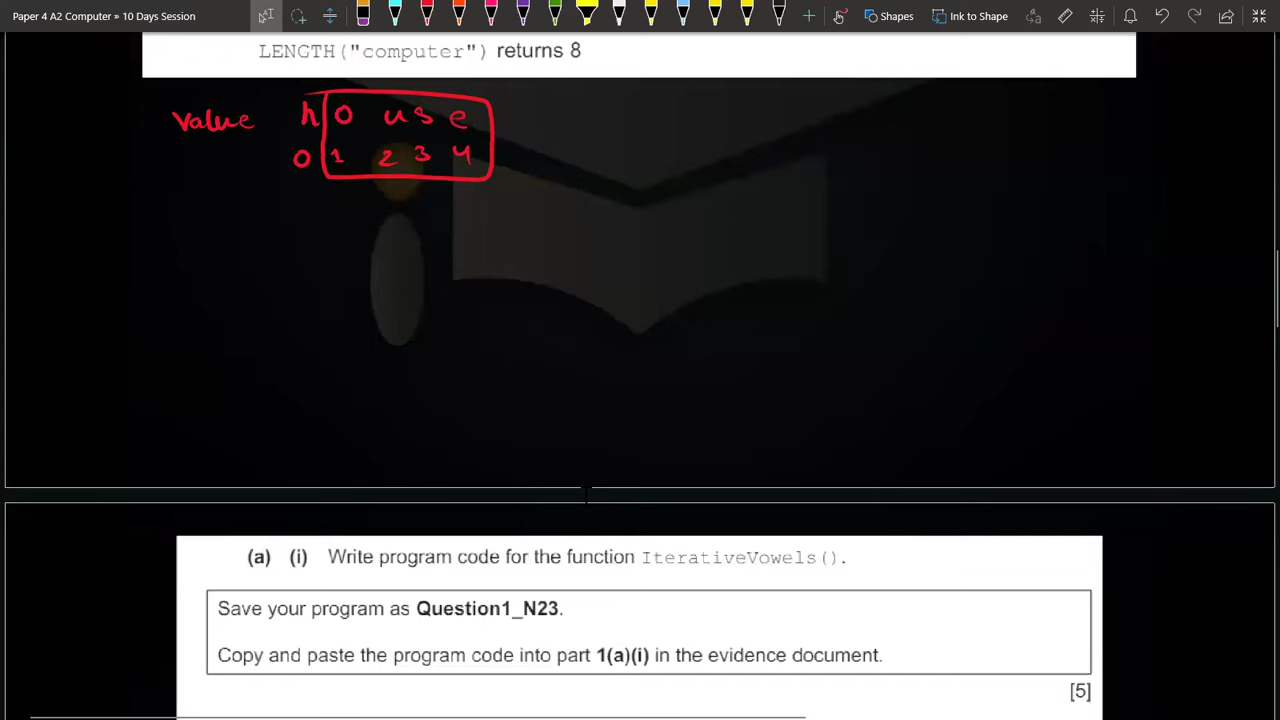 Paper 4 A2 Computer » 10 Days Session
Shapes
Ink to Shape
LENGTH("computer") returns 8
Value h o u s e
0 1 2 3 4
(a) (i) Write program code for the function IterativeVowels().
Save your program as Question1_N23.
Copy and paste the program code into part 1(a)(i) in the evidence document.
[5]